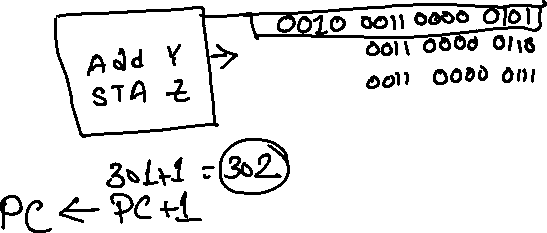 0010 0011 0000 0101
Add Y → 0011 0000 0110
STA Z 0011 0000 0111
301+1 = 302
PC ← PC+1